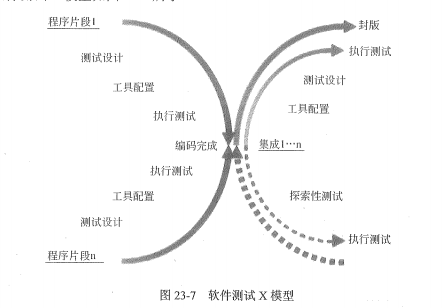 程序片段1
测试设计
工具配置
执行测试
编码完成
执行测试
工具配置
测试设计
程序片段n
封版
执行测试
测试设计
工具配置
集成1…n
探索性测试
执行测试
图 23-7 软件测试 X 模型